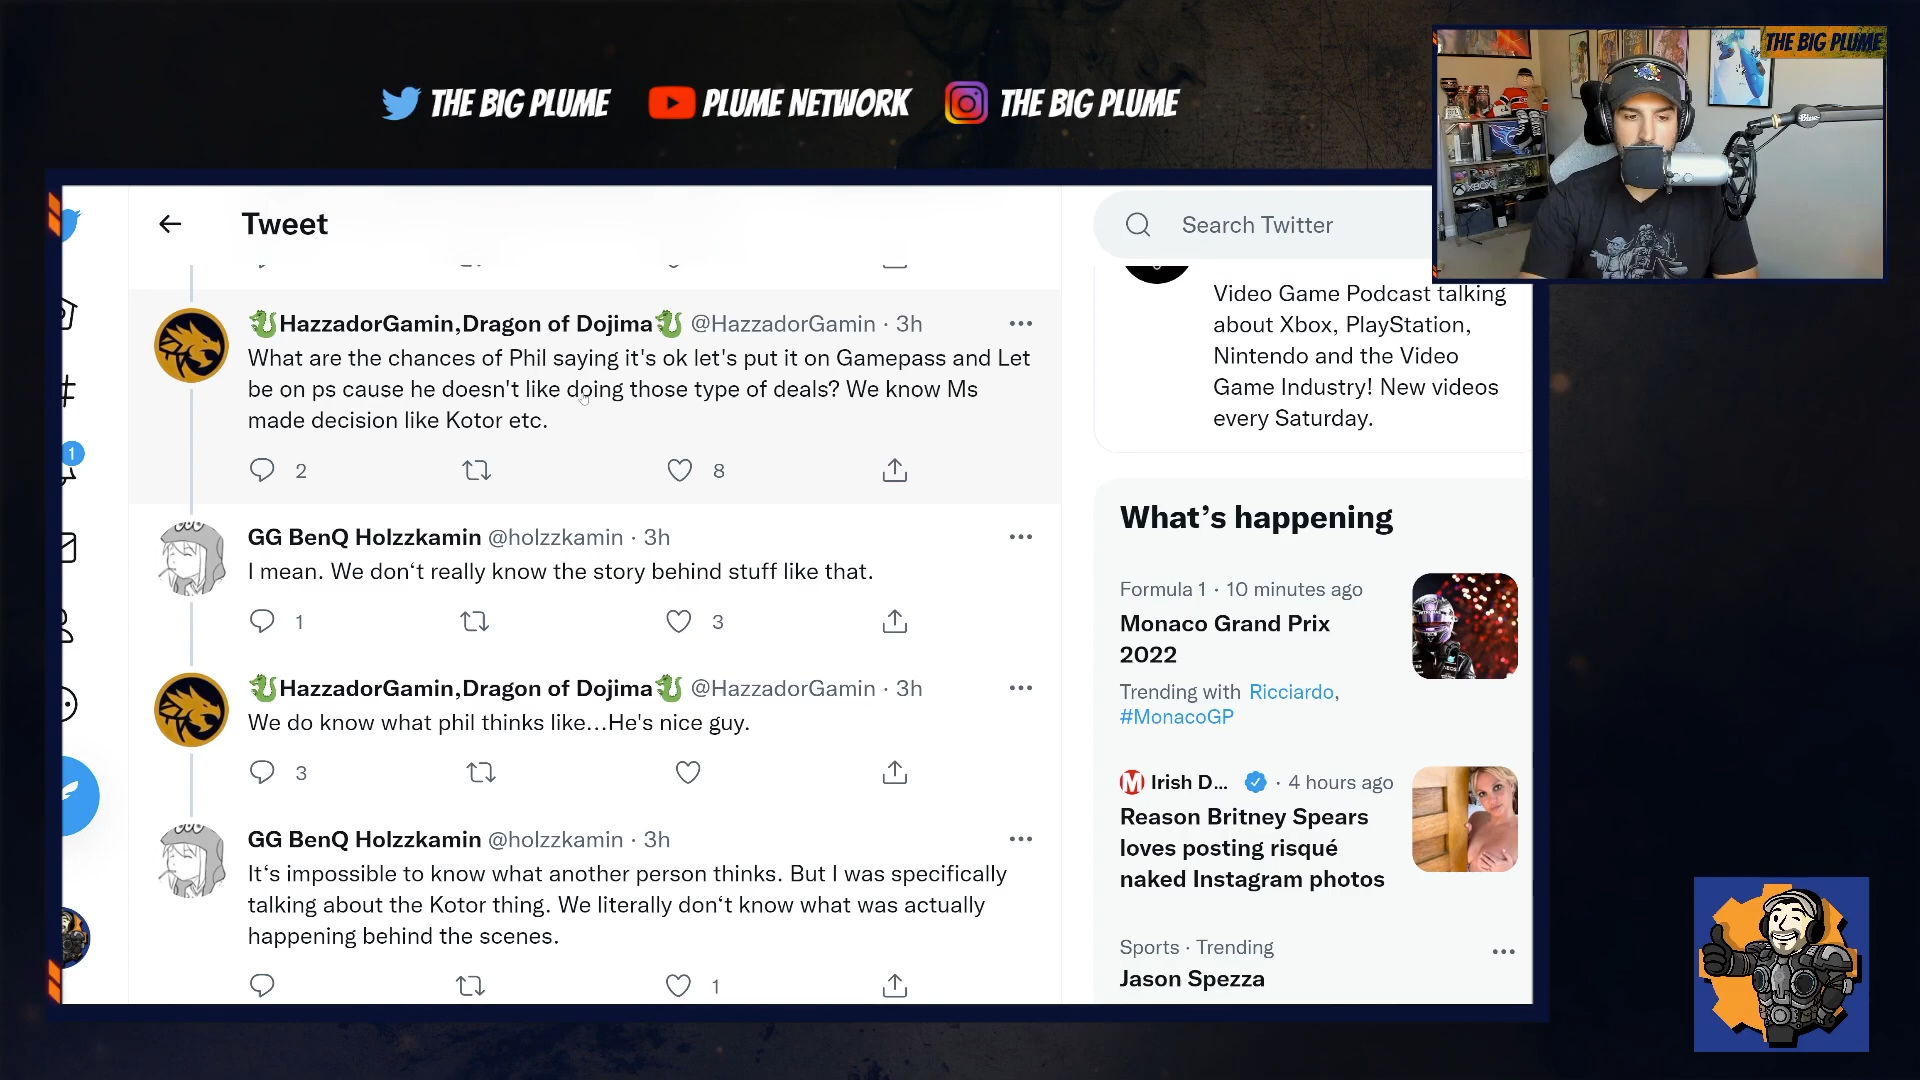 THE BIG PLUME
THE BIG PLUME
PLUME NETWORK
THE BIG PLUME
Tweet
Search Twitter
HazzadorGamin,Dragon of Dojima @HazzadorGamin · 3h
What are the chances of Phil saying it's ok let's put it on Gamepass and Let
be on ps cause he doesn't like doing those type of deals? We know Ms
made decision like Kotor etc.
2
8
GG BenQ Holzzkamin @holzzkamin · 3h
I mean. We don‘t really know the story behind stuff like that.
1
3
HazzadorGamin,Dragon of Dojima @HazzadorGamin · 3h
We do know what phil thinks like...He's nice guy.
3
GG BenQ Holzzkamin @holzzkamin · 3h
It‘s impossible to know what another person thinks. But I was specifically
talking about the Kotor thing. We literally don‘t know what was actually
happening behind the scenes.
1
1
Video Game Podcast talking
about Xbox, PlayStation,
Nintendo and the Video
Game Industry! New videos
every Saturday.
What’s happening
Formula 1 · 10 minutes ago
Monaco Grand Prix
2022
Trending with Ricciardo,
#MonacoGP
M Irish D... · 4 hours ago
Reason Britney Spears
loves posting risqué
naked Instagram photos
Sports · Trending
Jason Spezza
XBOX
Blue